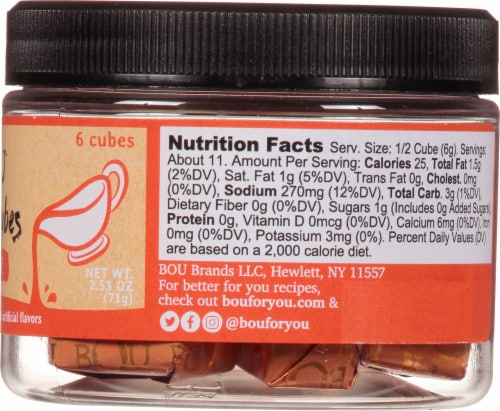 6 cubes
bes
NET WT.
2.53 OZ
(71g)
artificial flavors
Nutrition Facts Serv. Size: 1/2 Cube (6g). Servings:
About 11. Amount Per Serving: Calories 25, Total Fat 1.5g
(2%DV), Sat. Fat 1g (5%DV), Trans Fat 0g, Cholest. 0mg
(0%DV), Sodium 270mg (12%DV), Total Carb. 3g (1%DV),
Dietary Fiber 0g (0%DV), Sugars 1g (Includes 0g Added Sugars)
Protein 0g, Vitamin D 0mcg (0%DV), Calcium 6mg (0%DV), Iron
0mg (0%DV), Potassium 3mg (0%). Percent Daily Values (DV)
are based on a 2,000 calorie diet.
BOU Brands LLC, Hewlett, NY 11557
For better for you recipes,
check out bouforyou.com &
@bouforyou
BOU